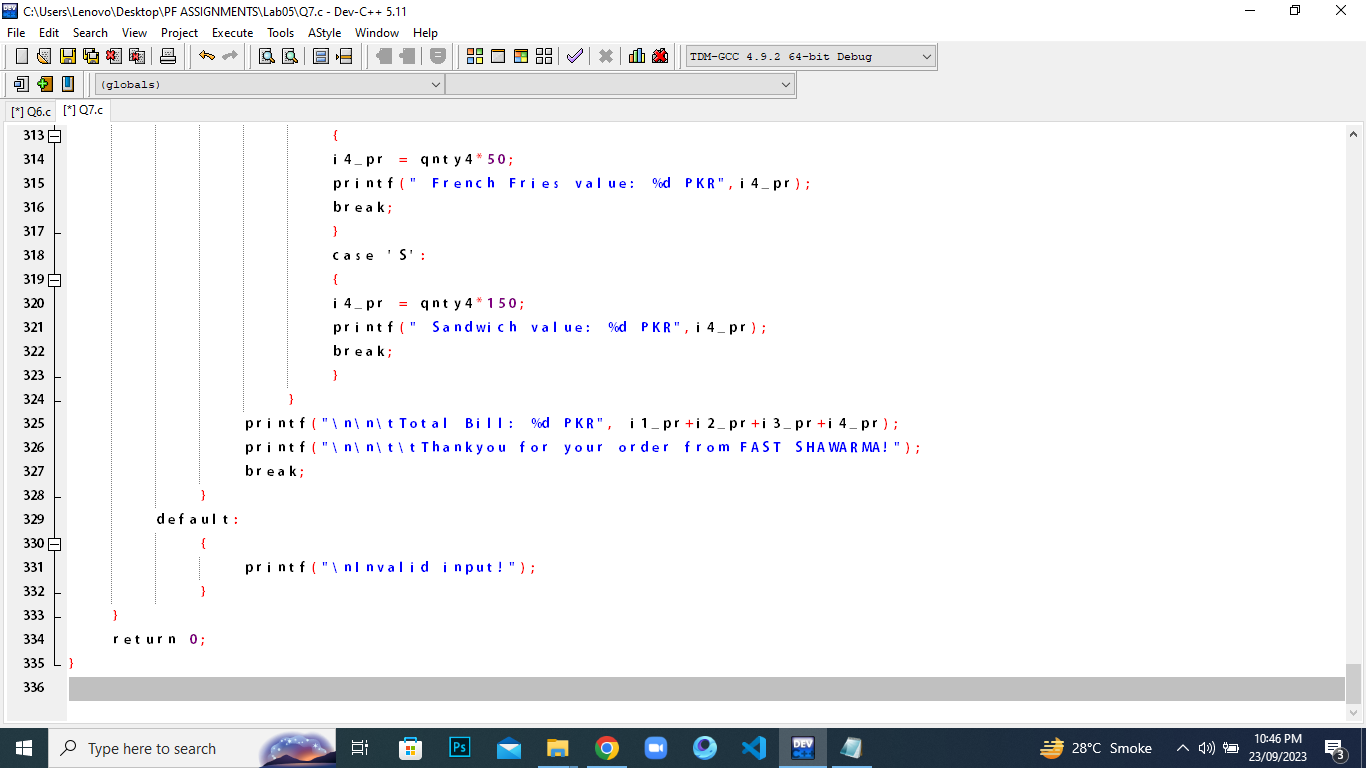 C:\Users\Lenovo\Desktop\PF ASSIGNMENTS\Lab05\Q7.c - Dev-C++ 5.11
File Edit Search View Project Execute Tools AStyle Window Help
TDM-GCC 4.9.2 64-bit Debug
(globals)
[*] Q6.c [*] Q7.c
313 {
314 i4_pr = qnty4*50;
315 printf(" French Fries value: %d PKR",i4_pr);
316 break;
317 }
318 case 'S':
319 {
320 i4_pr = qnty4*150;
321 printf(" Sandwich value: %d PKR",i4_pr);
322 break;
323 }
324 }
325 printf("\n\n\tTotal Bill: %d PKR", i1_pr+i2_pr+i3_pr+i4_pr);
326 printf("\n\n\t\tThankyou for your order from FAST SHAWARMA!");
327 break;
328 }
329 default:
330 {
331 printf("\nInvalid input!");
332 }
333 }
334 return 0;
335 }
336
Type here to search
Ps
DEV
28°C Smoke
10:46 PM
23/09/2023
3